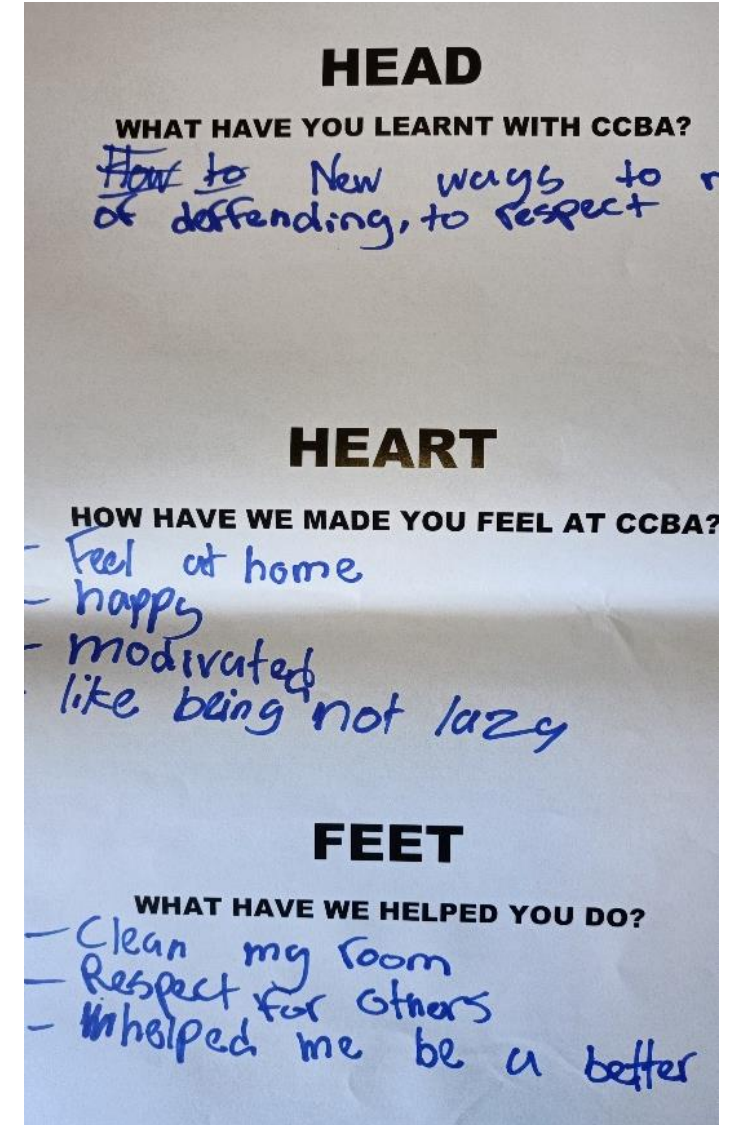 HEAD
WHAT HAVE YOU LEARNT WITH CCBA?
How to New ways to
of deffending, to respect
HEART
HOW HAVE WE MADE YOU FEEL AT CCBA?
- Feel at home
- happy
- modivated
- like being not lazy
FEET
WHAT HAVE WE HELPED YOU DO?
- Clean my room
- Respect for others
- helped me be a better